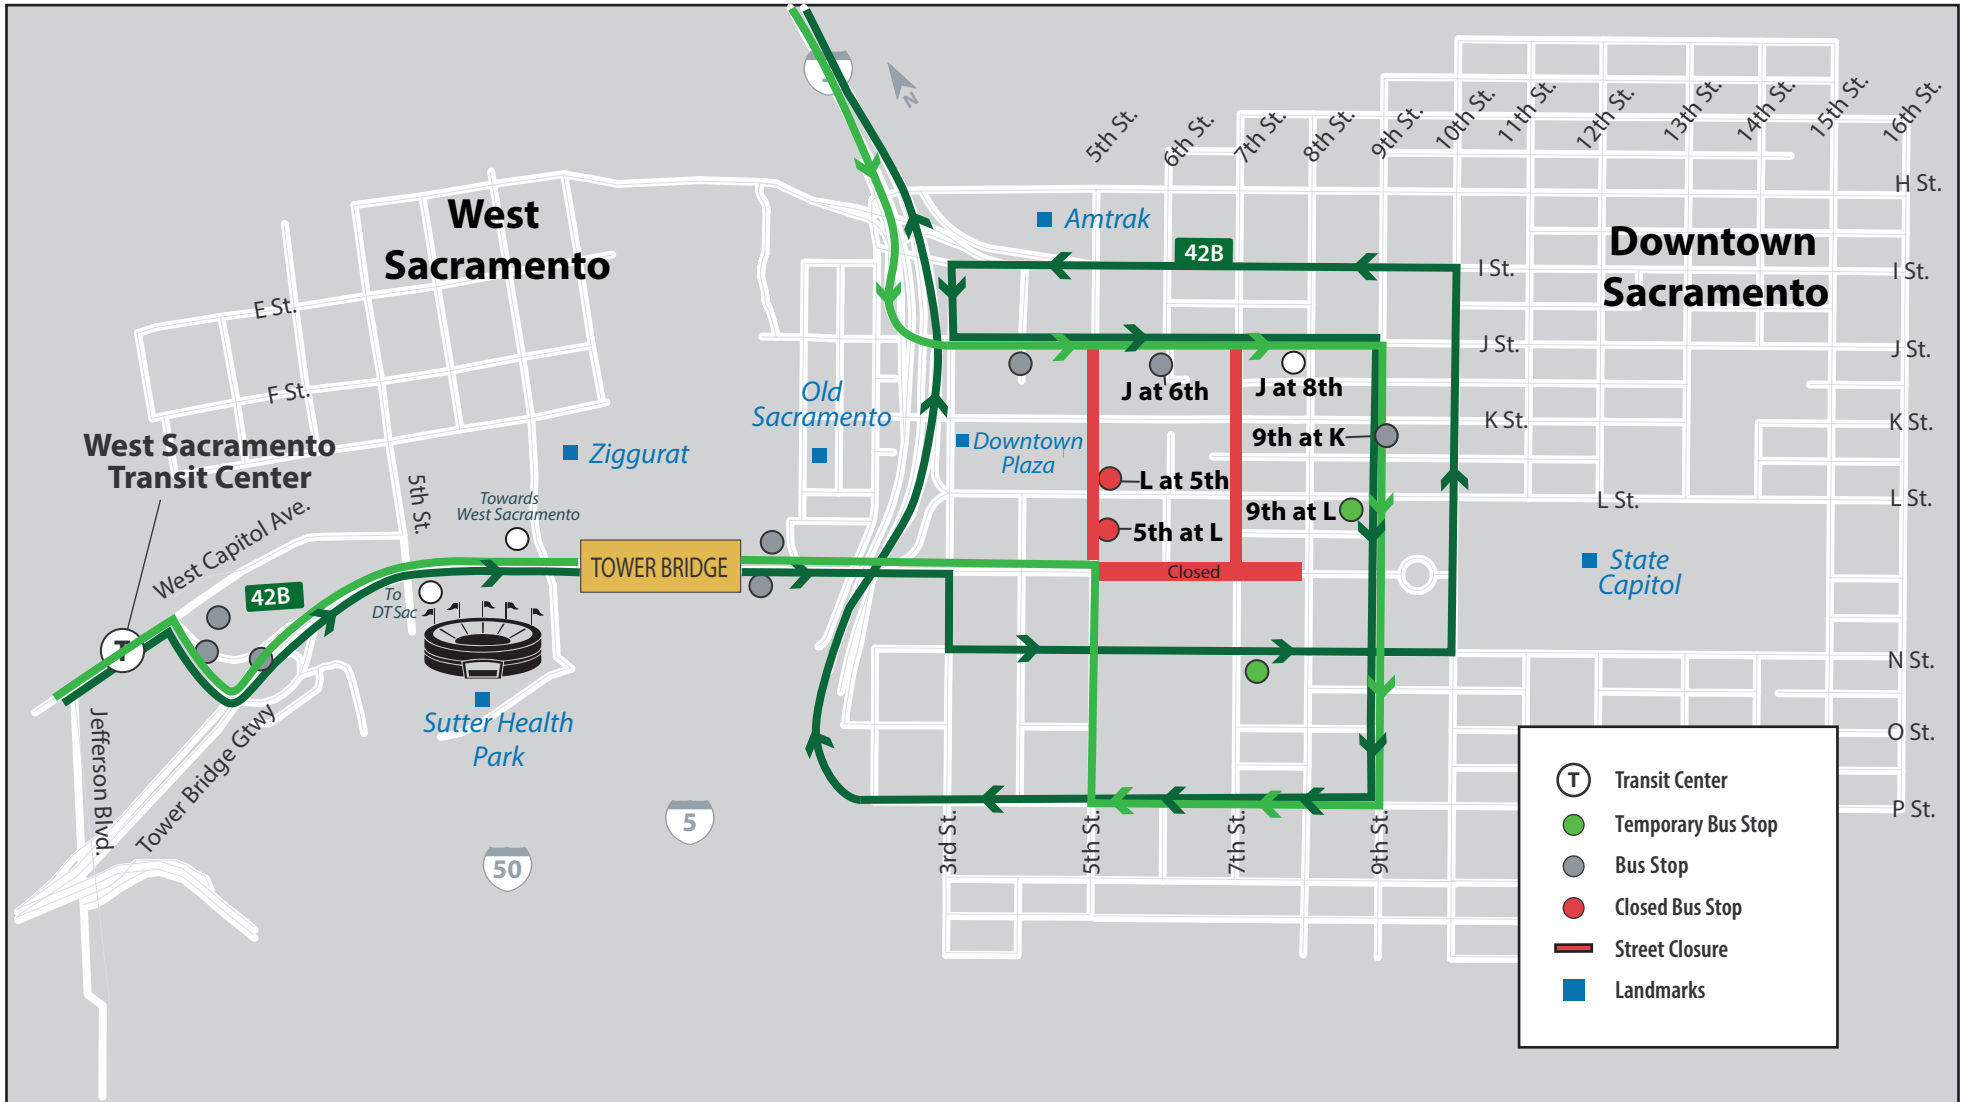 5th St.
6th St.
7th St.
8th St.
9th St.
10th St.
11th St.
12th St.
13th St.
14th St.
15th St.
16th St.
N
H St.
West
Sacramento
Amtrak
42B
Downtown
Sacramento
I St.
I St.
E St.
J St.
J St.
F St.
Old
Sacramento
J at 6th
J at 8th
K St.
K St.
West Sacramento
Transit Center
Ziggurat
Downtown
Plaza
9th at K
L at 5th
L St.
L St.
5th St.
Towards
West Sacramento
9th at L
5th at L
West Capitol Ave.
TOWER BRIDGE
Closed
State
Capitol
42B
To
DT Sac
T
N St.
Sutter Health
Park
Jefferson Blvd.
Tower Bridge Gtwy
O St.
P St.
5
50
3rd St.
5th St.
7th St.
9th St.
T
Transit Center
Temporary Bus Stop
Bus Stop
Closed Bus Stop
Street Closure
Landmarks